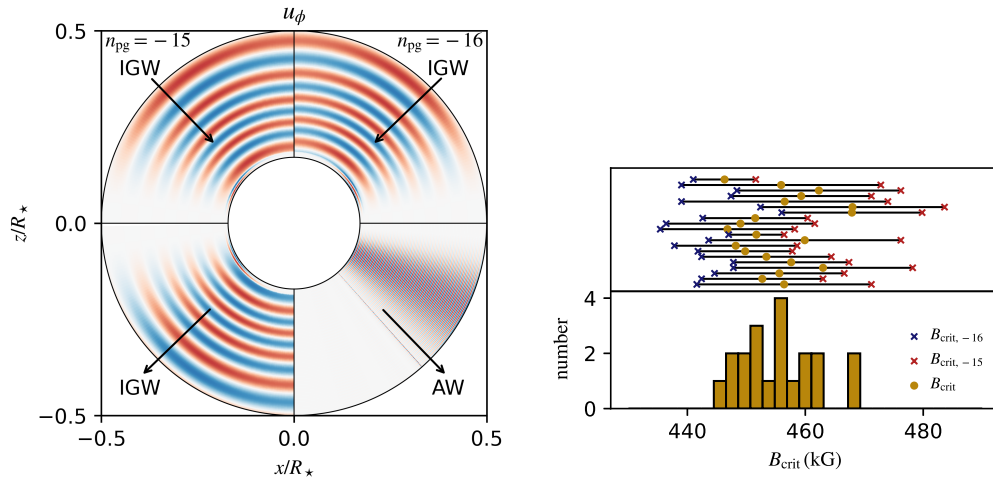 u_ϕ
0.5
n_pg = −15
n_pg = −16
IGW
IGW
z/R⋆
0.0
IGW
AW
−0.5
−0.5
0.0
0.5
x/R⋆
4
2
0
number
B_crit, −16
B_crit, −15
B_crit
440
460
480
B_crit (kG)